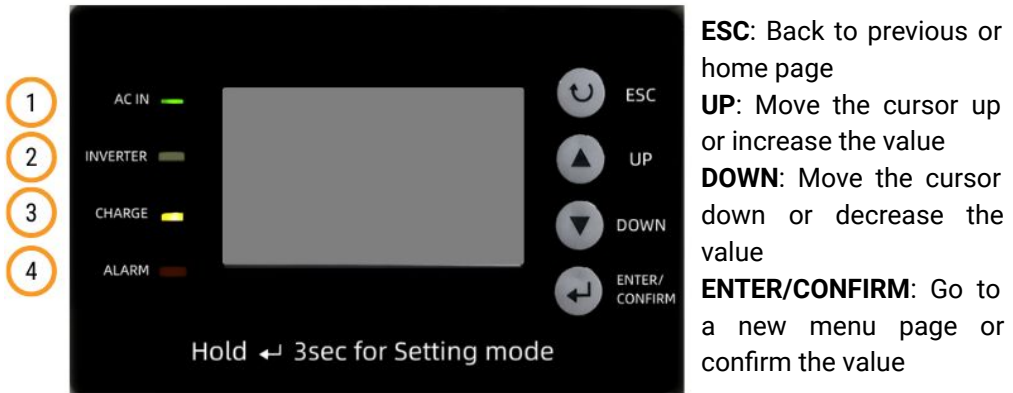 1
AC IN
ESC
2
INVERTER
UP
3
CHARGE
DOWN
4
ALARM
ENTER/
CONFIRM
Hold ↵ 3sec for Setting mode
ESC: Back to previous or
home page
UP: Move the cursor up
or increase the value
DOWN: Move the cursor
down or decrease the
value
ENTER/CONFIRM: Go to
a new menu page or
confirm the value